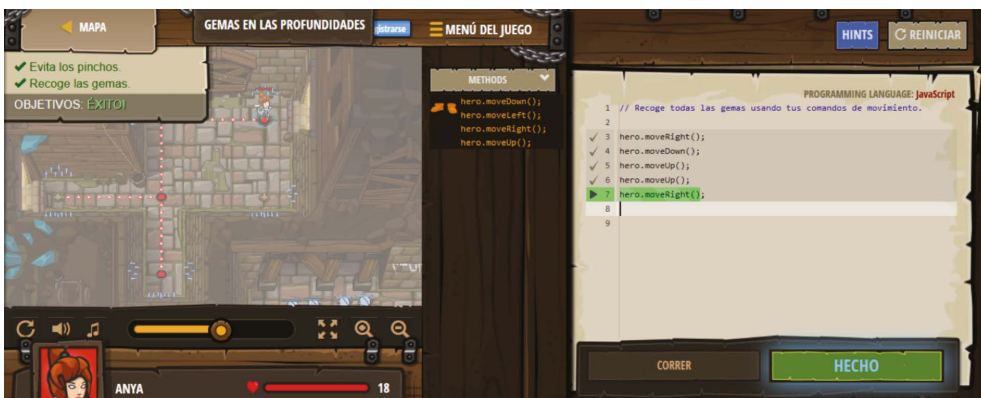 MAPA
GEMAS EN LAS PROFUNDIDADES
gistrarse
MENÚ DEL JUEGO
HINTS
REINICIAR
✔ Evita los pinchos.
✔ Recoge las gemas.
OBJETIVOS: ÉXITO!
METHODS
hero.moveDown();
hero.moveLeft();
hero.moveRight();
hero.moveUp();
PROGRAMMING LANGUAGE: JavaScript
1 // Recoge todas las gemas usando tus comandos de movimiento.
2
3 hero.moveRight();
4 hero.moveDown();
5 hero.moveUp();
6 hero.moveUp();
7 hero.moveRight();
8
9
CORRER
HECHO
ANYA
18